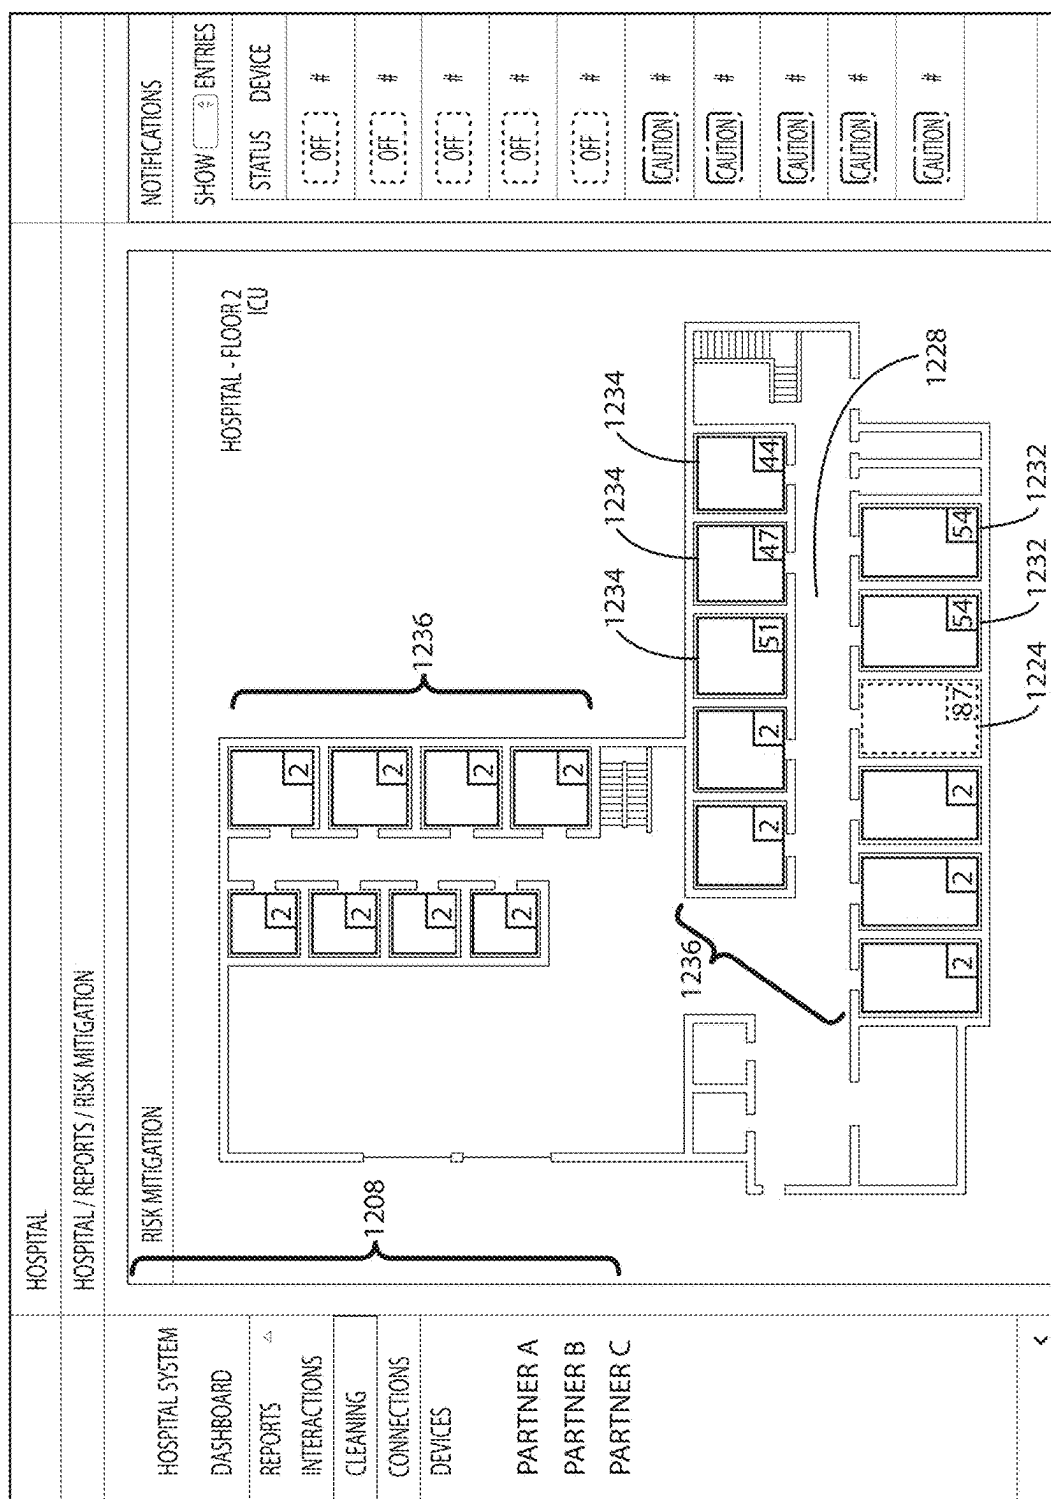 HOSPITAL
HOSPITAL / REPORTS / RISK MITIGATION
HOSPITAL SYSTEM
DASHBOARD
REPORTS
INTERACTIONS
CLEANING
CONNECTIONS
DEVICES
PARTNER A
PARTNER B
PARTNER C
<
RISK MITIGATION
1208
HOSPITAL - FLOOR 2
ICU
2 2
2 2
2 2
2 2
1236
1236
1234 1234 1234
2 2 51 47 44
1228
2 2 2 87 54 54
1224 1232 1232
NOTIFICATIONS
SHOW ENTRIES
STATUS DEVICE
OFF #
OFF #
OFF #
OFF #
OFF #
CAUTION #
CAUTION #
CAUTION #
CAUTION #
CAUTION #